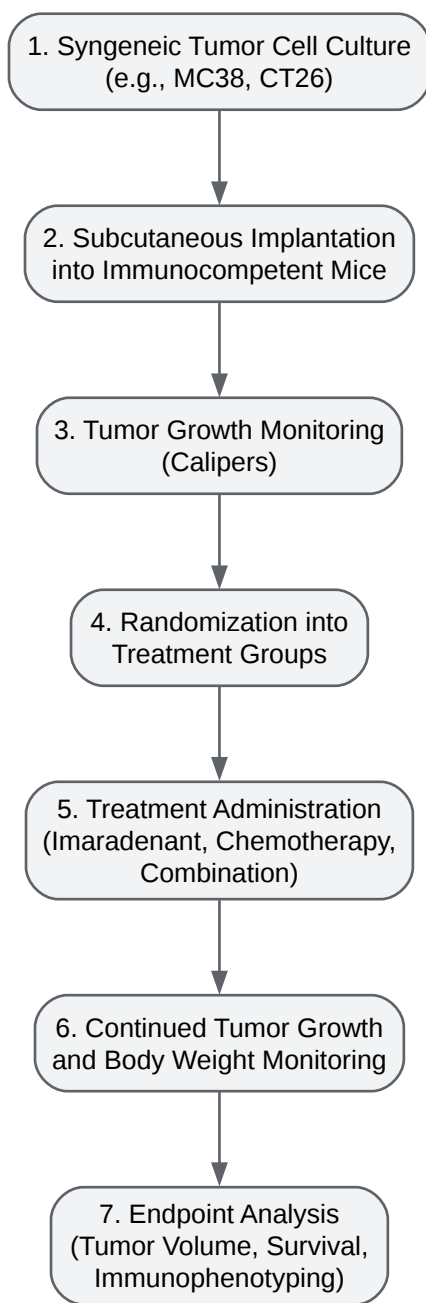 1. Syngeneic Tumor Cell Culture
(e.g., MC38, CT26)
2. Subcutaneous Implantation
into Immunocompetent Mice
3. Tumor Growth Monitoring
(Calipers)
4. Randomization into
Treatment Groups
5. Treatment Administration
(Imaradenant, Chemotherapy,
Combination)
6. Continued Tumor Growth
and Body Weight Monitoring
7. Endpoint Analysis
(Tumor Volume, Survival,
Immunophenotyping)